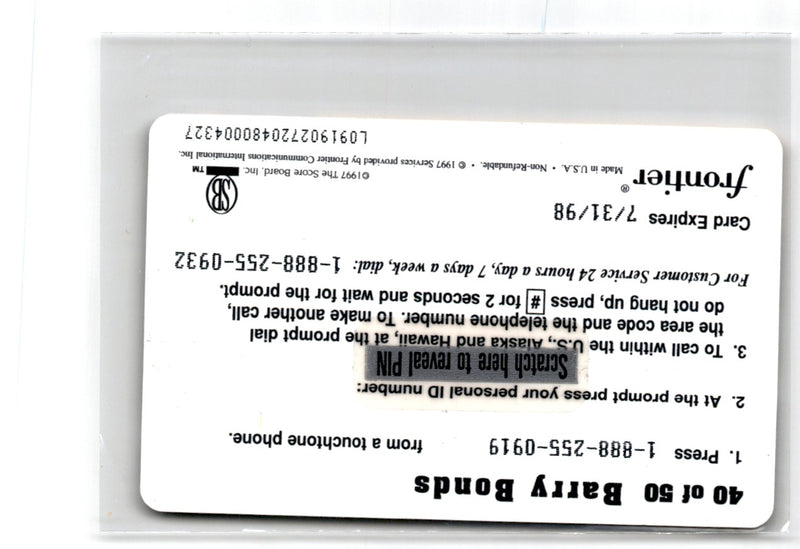 40 of 50 Barry Bonds
1. Press 1-888-255-0919 from a touchtone phone.
2. At the prompt press your personal ID number:
Scratch here to reveal PIN
3. To call within the U.S., Alaska and Hawaii, at the prompt dial
the area code and the telephone number. To make another call,
do not hang up, press # for 2 seconds and wait for the prompt.
For Customer Service 24 hours a day, 7 days a week, dial: 1-888-255-0932
Card Expires 7/31/98
SB ™
frontier®
©1997 The Score Board, Inc.
Made in U.S.A. • Non-Refundable. • © 1997 Services provided by Frontier Communications International Inc.
L091902720480004327